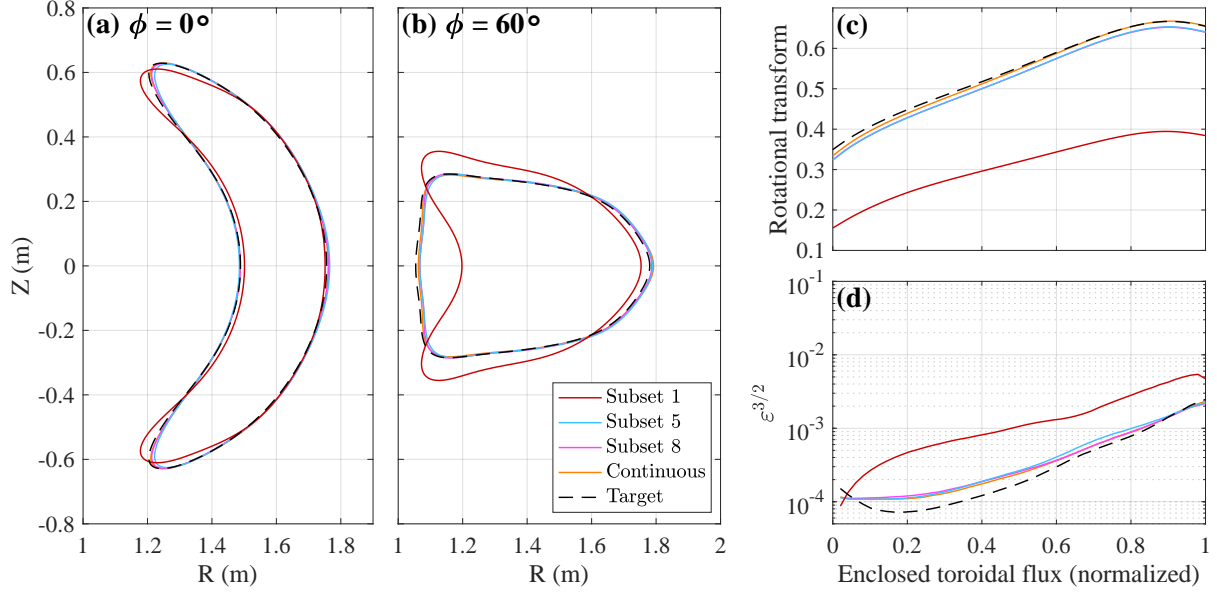 (a) ϕ = 0°
0.8
0.6
0.4
0.2
0
-0.2
-0.4
-0.6
-0.8
Z (m)
1 1.2 1.4 1.6 1.8
R (m)
(b) ϕ = 60°
Subset 1
Subset 5
Subset 8
Continuous
Target
1 1.2 1.4 1.6 1.8 2
R (m)
(c)
0.6
0.5
0.4
0.3
0.2
0.1
Rotational transform
(d)
10⁻¹
10⁻²
10⁻³
10⁻⁴
ε³ᐟ²
0 0.2 0.4 0.6 0.8 1
Enclosed toroidal flux (normalized)